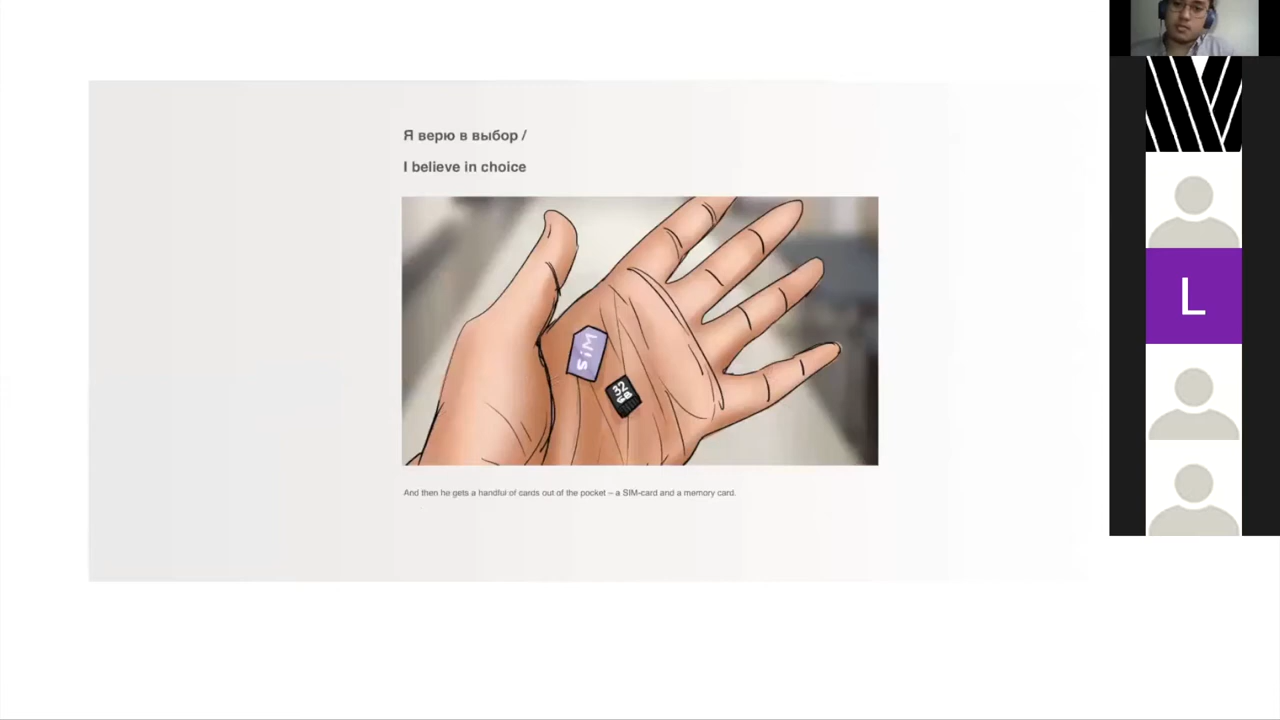 Я верю в выбор /
I believe in choice
SiM
32
GB
And then he gets a handful of cards out of the pocket – a SIM-card and a memory card.
L